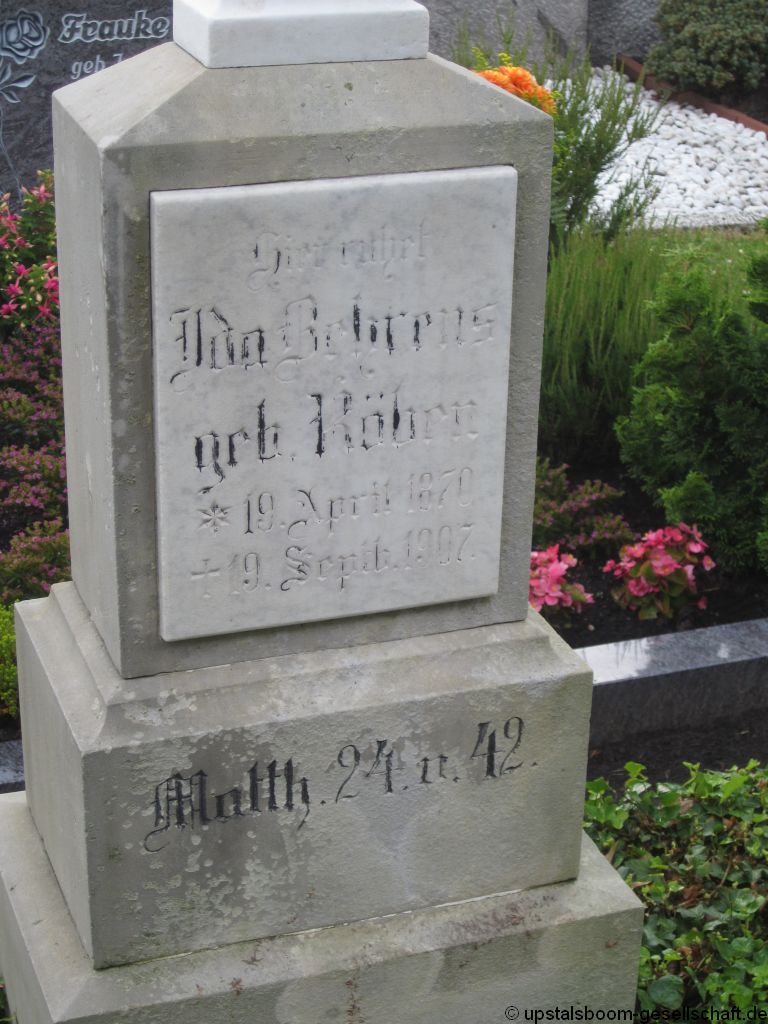 Frauke
geb.
Hier ruhet
Ida Behrens
geb. Röben
* 19. April 1870
+ 19. Septb. 1907.
Matth. 24. u. 42.
© upstalsboom-gesellschaft.de